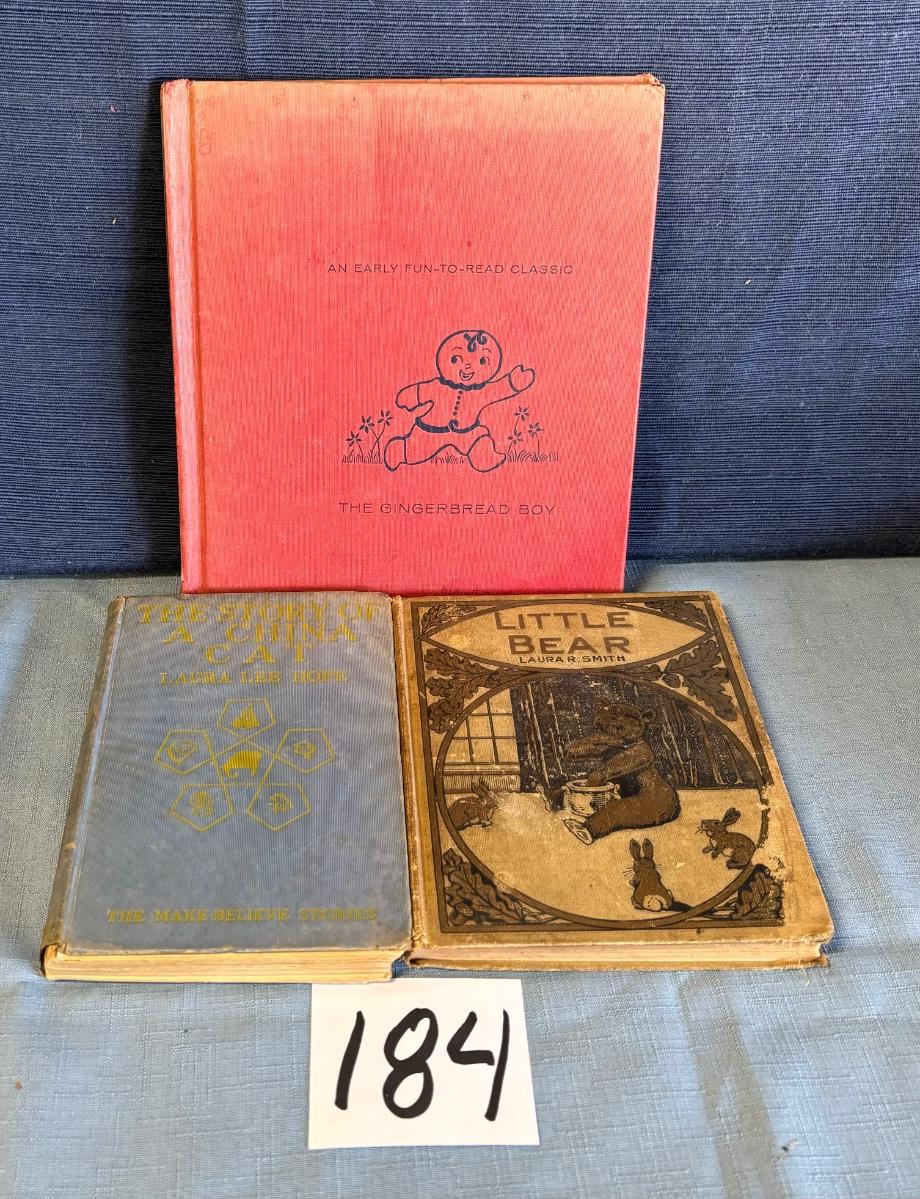 AN EARLY FUN-TO-READ CLASSIC
THE GINGERBREAD BOY
THE STORY OF
A CHINA
CAT
LAURA LEE HOPE
THE MAKE-BELIEVE STORIES
LITTLE
BEAR
LAURA R. SMITH
184